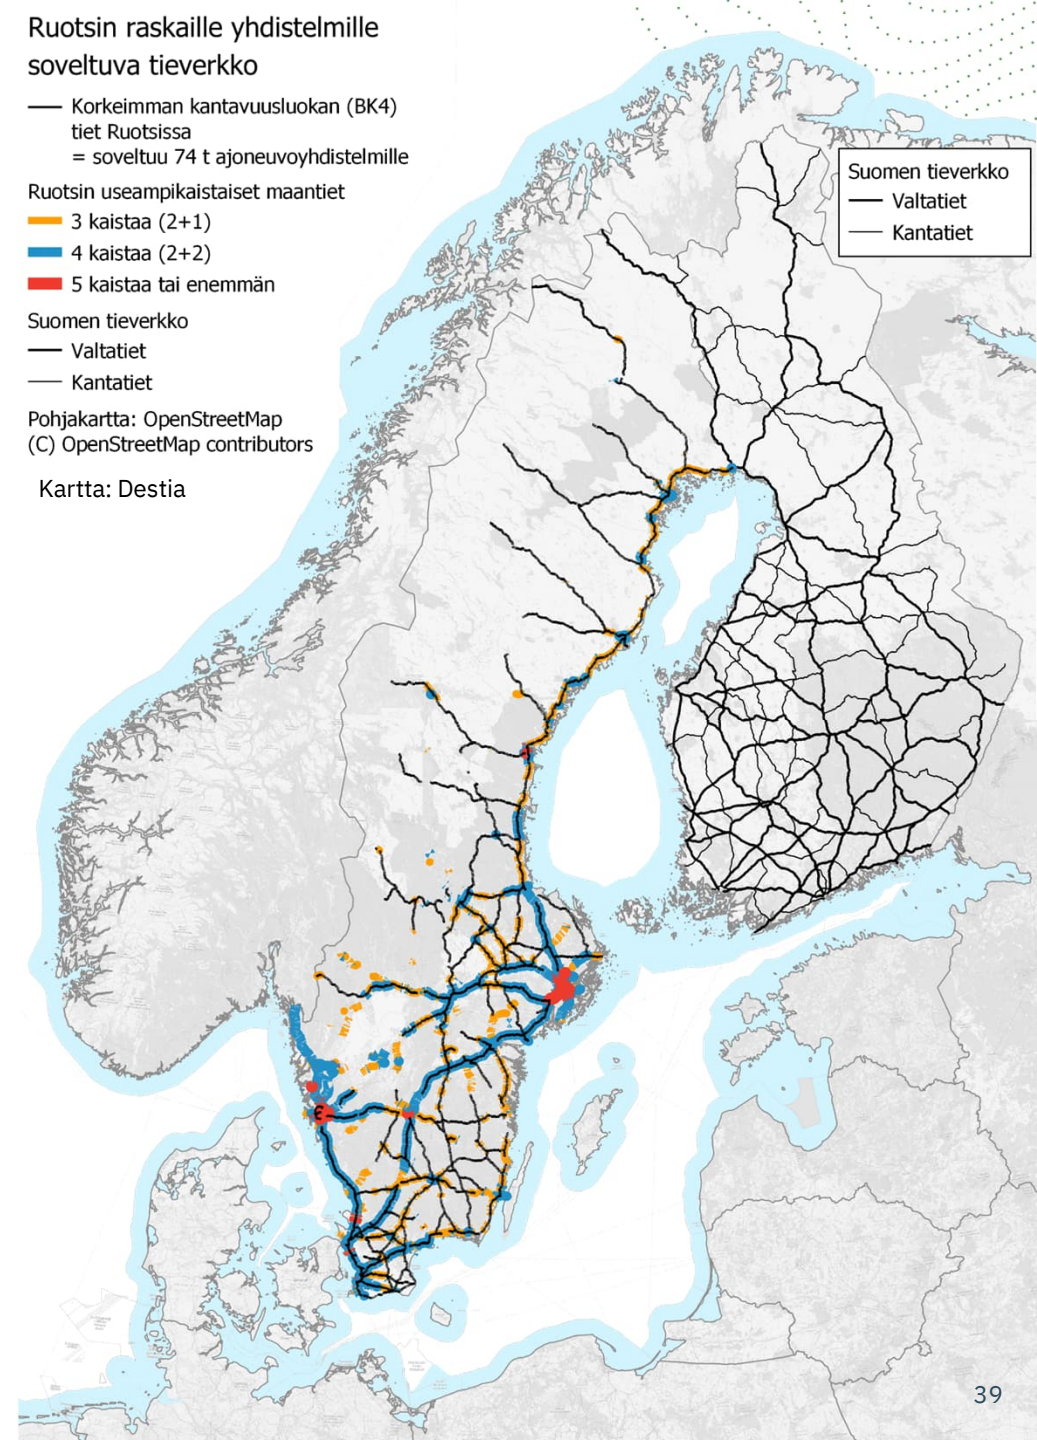 Ruotsin raskaille yhdistelmille
soveltuva tieverkko
Korkeimman kantavuusluokan (BK4)
tiet Ruotsissa
= soveltuu 74 t ajoneuvoyhdistelmille
Ruotsin useampikaistaiset maantiet
3 kaistaa (2+1)
4 kaistaa (2+2)
5 kaistaa tai enemmän
Suomen tieverkko
Valtatiet
Kantatiet
Pohjakartta: OpenStreetMap
(C) OpenStreetMap contributors
Kartta: Destia
Suomen tieverkko
Valtatiet
Kantatiet
39